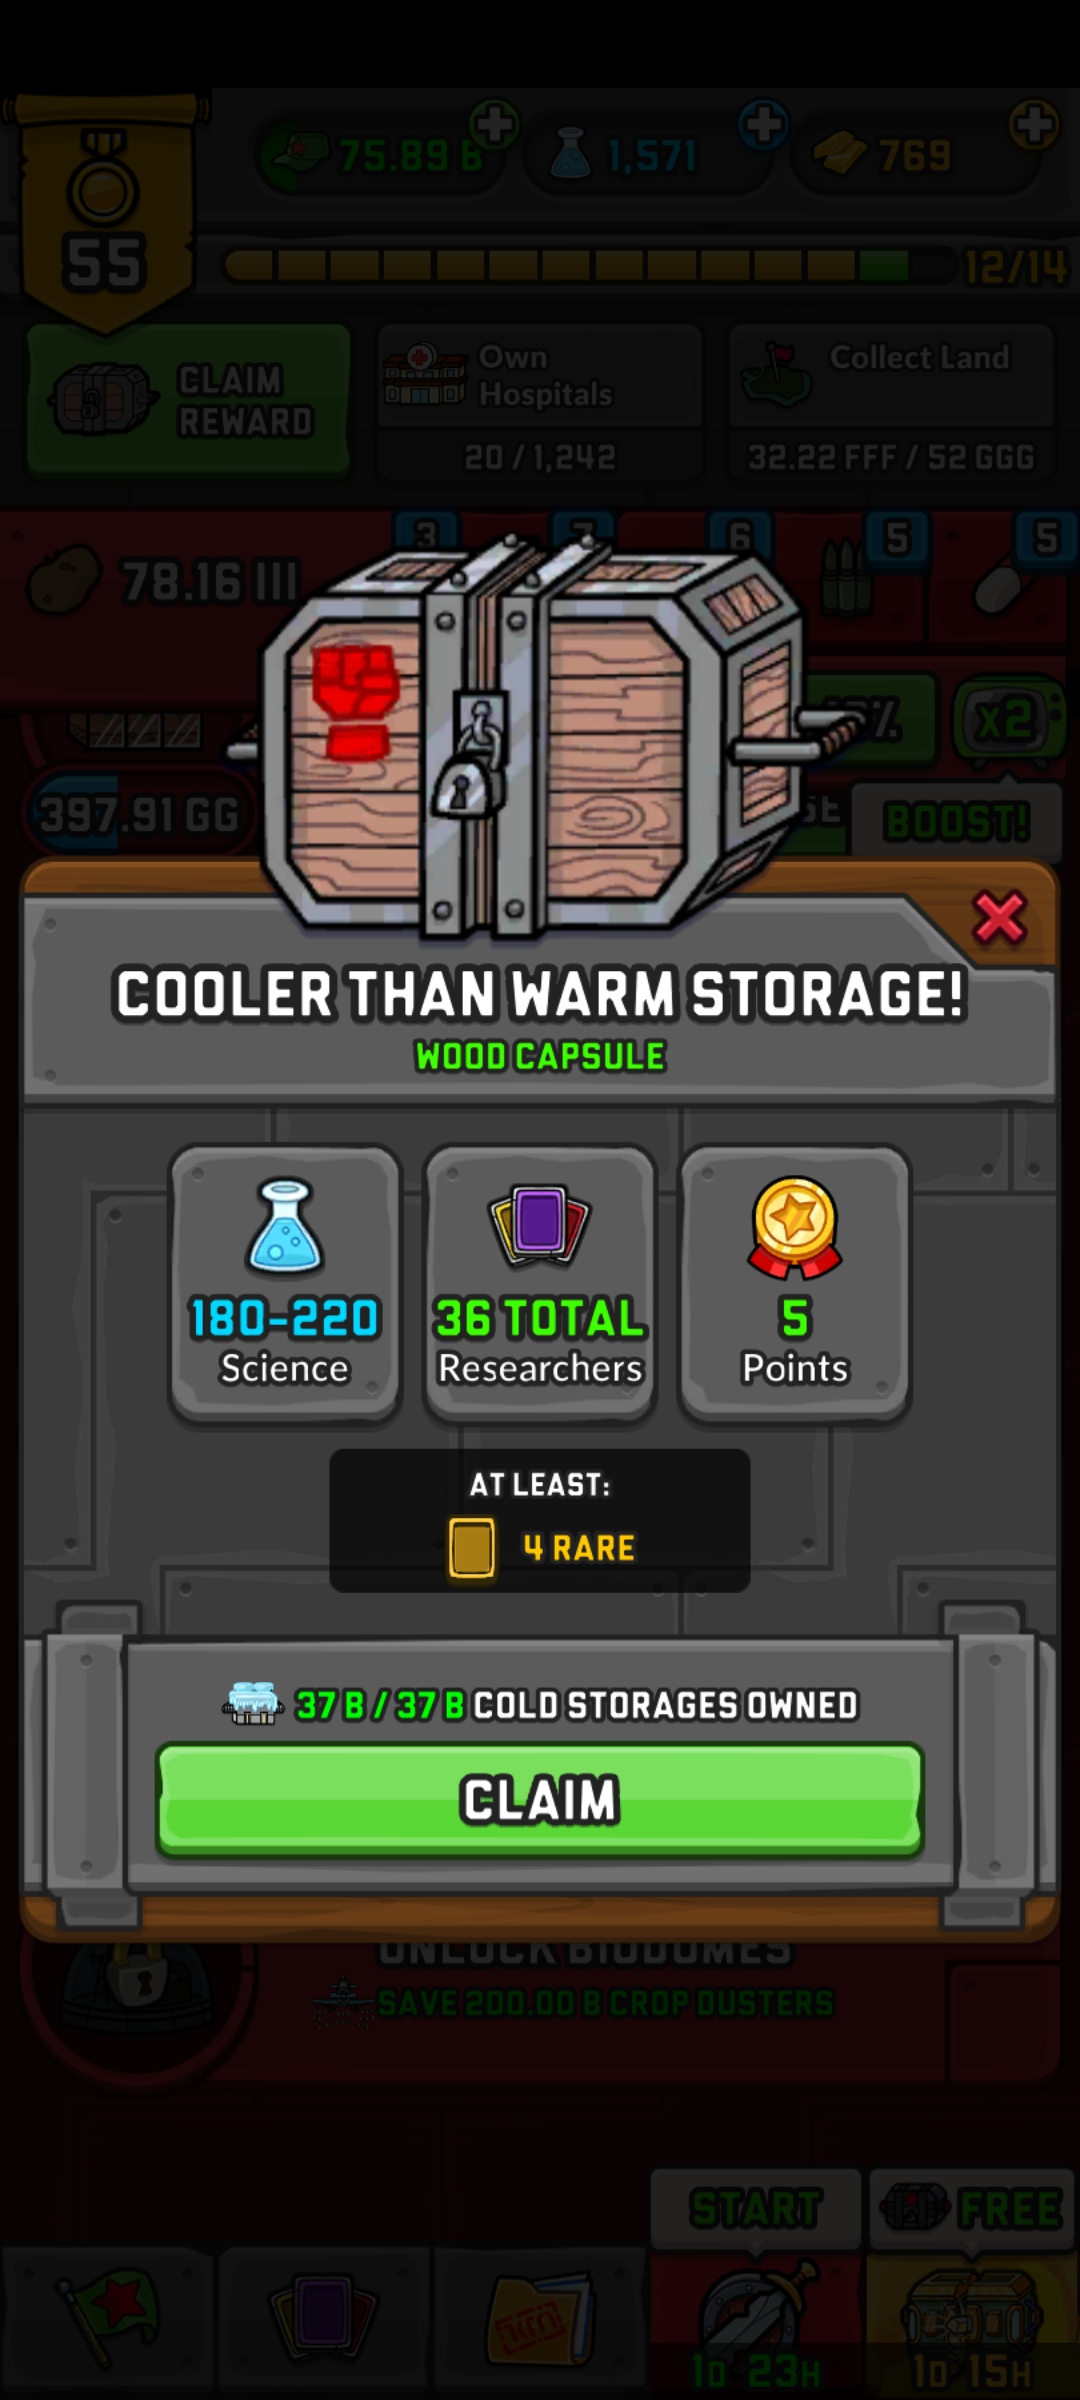 75.89 B
1,571
769
55
12/14
CLAIM
REWARD
Own
Hospitals
20 / 1,242
Collect Land
32.22 FFF / 52 GGG
78.16 III
3
7
6
5
5
%
x2
397.91 GG
BOOST!
COOLER THAN WARM STORAGE!
WOOD CAPSULE
180-220
Science
36 TOTAL
Researchers
5
Points
AT LEAST:
4 RARE
37 B / 37 B COLD STORAGES OWNED
CLAIM
UNLOCK BIODOMES
SAVE 200.00 B CROP DUSTERS
START
FREE
1D 23H
1D 15H